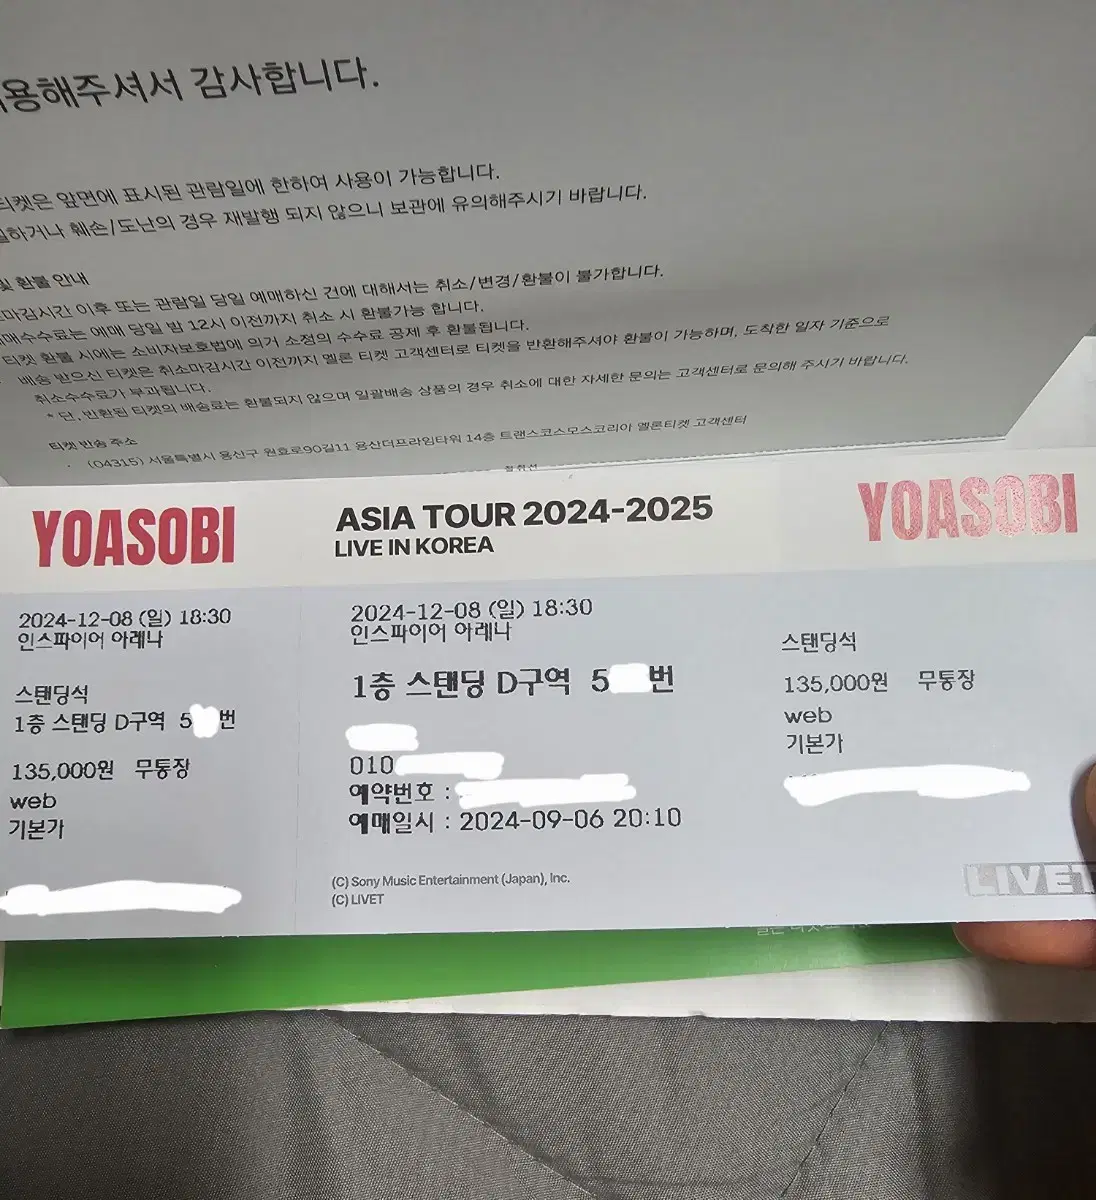 용해주셔서 감사합니다.
티켓은 앞면에 표시된 관람일에 한하여 사용이 가능합니다.
하거나 훼손/도난의 경우 재발행 되지 않으니 보관에 유의해주시기 바랍니다.
및 환불 안내
마감시간 이후 또는 관람일 당일 예매하신 건에 대해서는 취소/변경/환불이 불가합니다.
매수수료는 예매 당일 밤 12시 이전까지 취소 시 환불가능 합니다.
티켓 환불 시에는 소비자보호법에 의거 소정의 수수료 공제 후 환불됩니다.
배송 받으신 티켓은 취소마감시간 이전까지 멜론 티켓 고객센터로 티켓을 반환해주셔야 환불이 가능하며, 도착한 일자 기준으로
취소수수료가 부과됩니다.
* 단, 반환된 티켓의 배송료는 환불되지 않으며 일괄배송 상품의 경우 취소에 대한 자세한 문의는 고객센터로 문의해 주시기 바랍니다.
티켓 반송 주소
· (04315) 서울특별시 용산구 원효로90길11 용산더프라임타워 14층 트랜스코스모스코리아 멜론티켓 고객센터
절취선
YOASOBI
2024-12-08 (일) 18:30
인스파이어 아레나
스탠딩석
1층 스탠딩 D구역 5 번
135,000원 무통장
web
기본가
ASIA TOUR 2024-2025
LIVE IN KOREA
2024-12-08 (일) 18:30
인스파이어 아레나
1층 스탠딩 D구역 5 번
010
예약번호 :
예매일시 : 2024-09-06 20:10
(C) Sony Music Entertainment (Japan), Inc.
(C) LIVET
YOASOBI
스탠딩석
135,000원 무통장
web
기본가
LIVET